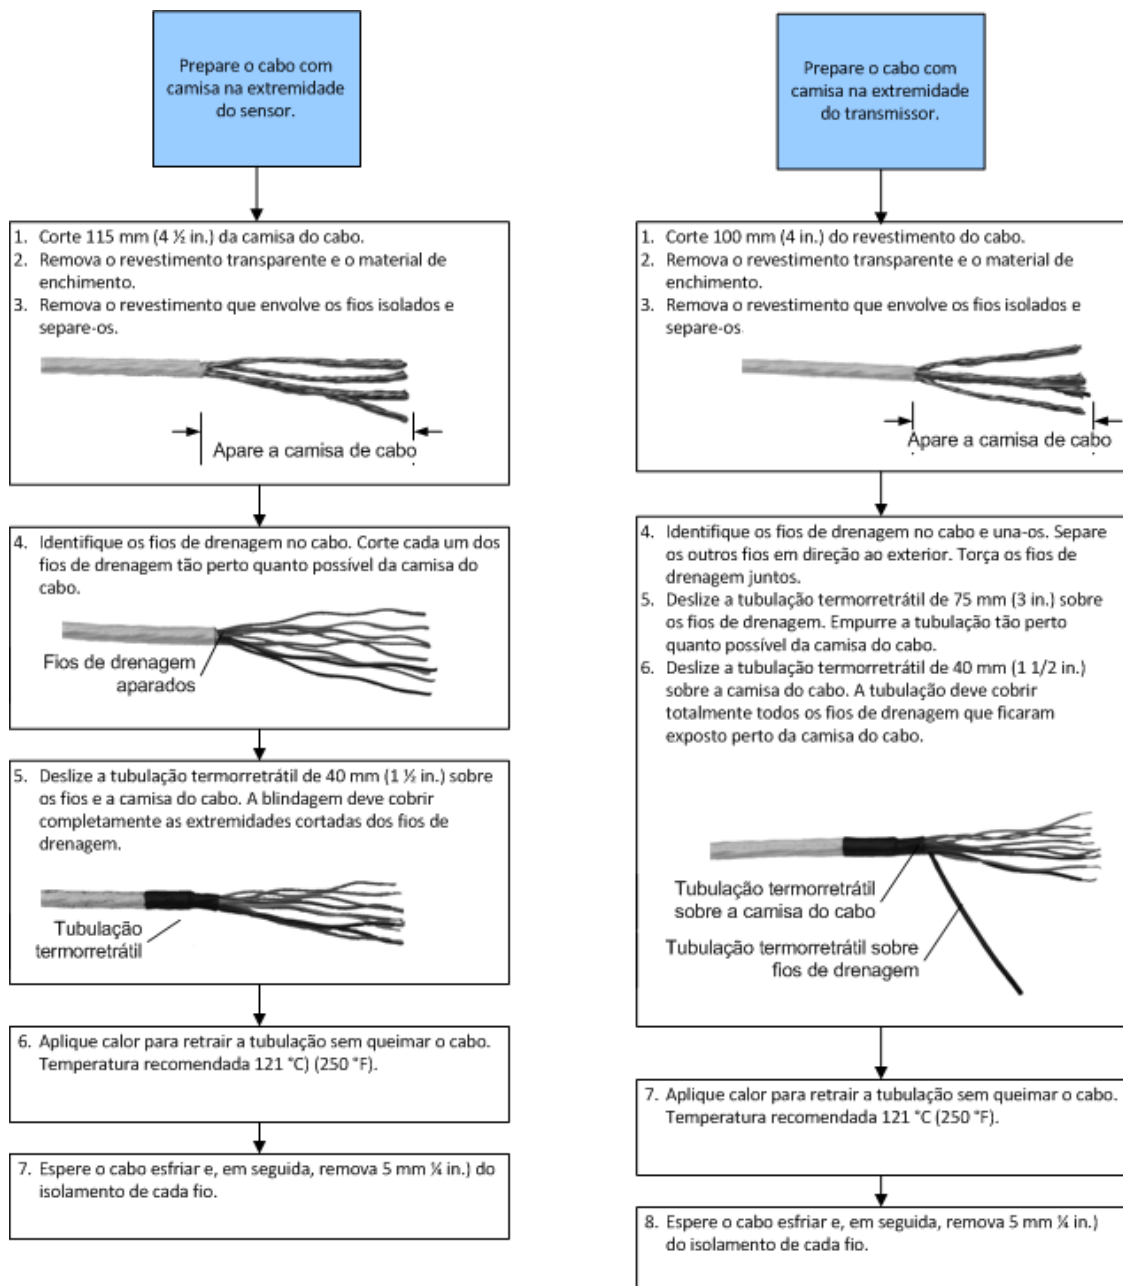 Prepare o cabo com
camisa na extremidade
do sensor.
1. Corte 115 mm (4 ½ in.) da camisa do cabo.
2. Remova o revestimento transparente e o material de
enchimento.
3. Remova o revestimento que envolve os fios isolados e
separe-os.
Apare a camisa de cabo
4. Identifique os fios de drenagem no cabo. Corte cada um dos
fios de drenagem tão perto quanto possível da camisa do
cabo.
Fios de drenagem
aparados
5. Deslize a tubulação termorretrátil de 40 mm (1 ½ in.) sobre
os fios e a camisa do cabo. A blindagem deve cobrir
completamente as extremidades cortadas dos fios de
drenagem.
Tubulação
termorretrátil
6. Aplique calor para retrair a tubulação sem queimar o cabo.
Temperatura recomendada 121 °C) (250 °F).
7. Espere o cabo esfriar e, em seguida, remova 5 mm ¼ in.) do
isolamento de cada fio.
Prepare o cabo com
camisa na extremidade
do transmissor.
1. Corte 100 mm (4 in.) do revestimento do cabo.
2. Remova o revestimento transparente e o material de
enchimento.
3. Remova o revestimento que envolve os fios isolados e
separe-os.
Apare a camisa de cabo
4. Identifique os fios de drenagem no cabo e una-os. Separe
os outros fios em direção ao exterior. Torça os fios de
drenagem juntos.
5. Deslize a tubulação termorretrátil de 75 mm (3 in.) sobre
os fios de drenagem. Empurre a tubulação tão perto
quanto possível da camisa do cabo.
6. Deslize a tubulação termorretrátil de 40 mm (1 1/2 in.)
sobre a camisa do cabo. A tubulação deve cobrir
totalmente todos os fios de drenagem que ficaram
exposto perto da camisa do cabo.
Tubulação termorretrátil
sobre a camisa do cabo
Tubulação termorretrátil sobre
fios de drenagem
7. Aplique calor para retrair a tubulação sem queimar o cabo.
Temperatura recomendada 121 °C (250 °F).
8. Espere o cabo esfriar e, em seguida, remova 5 mm ¼ in.)
do isolamento de cada fio.